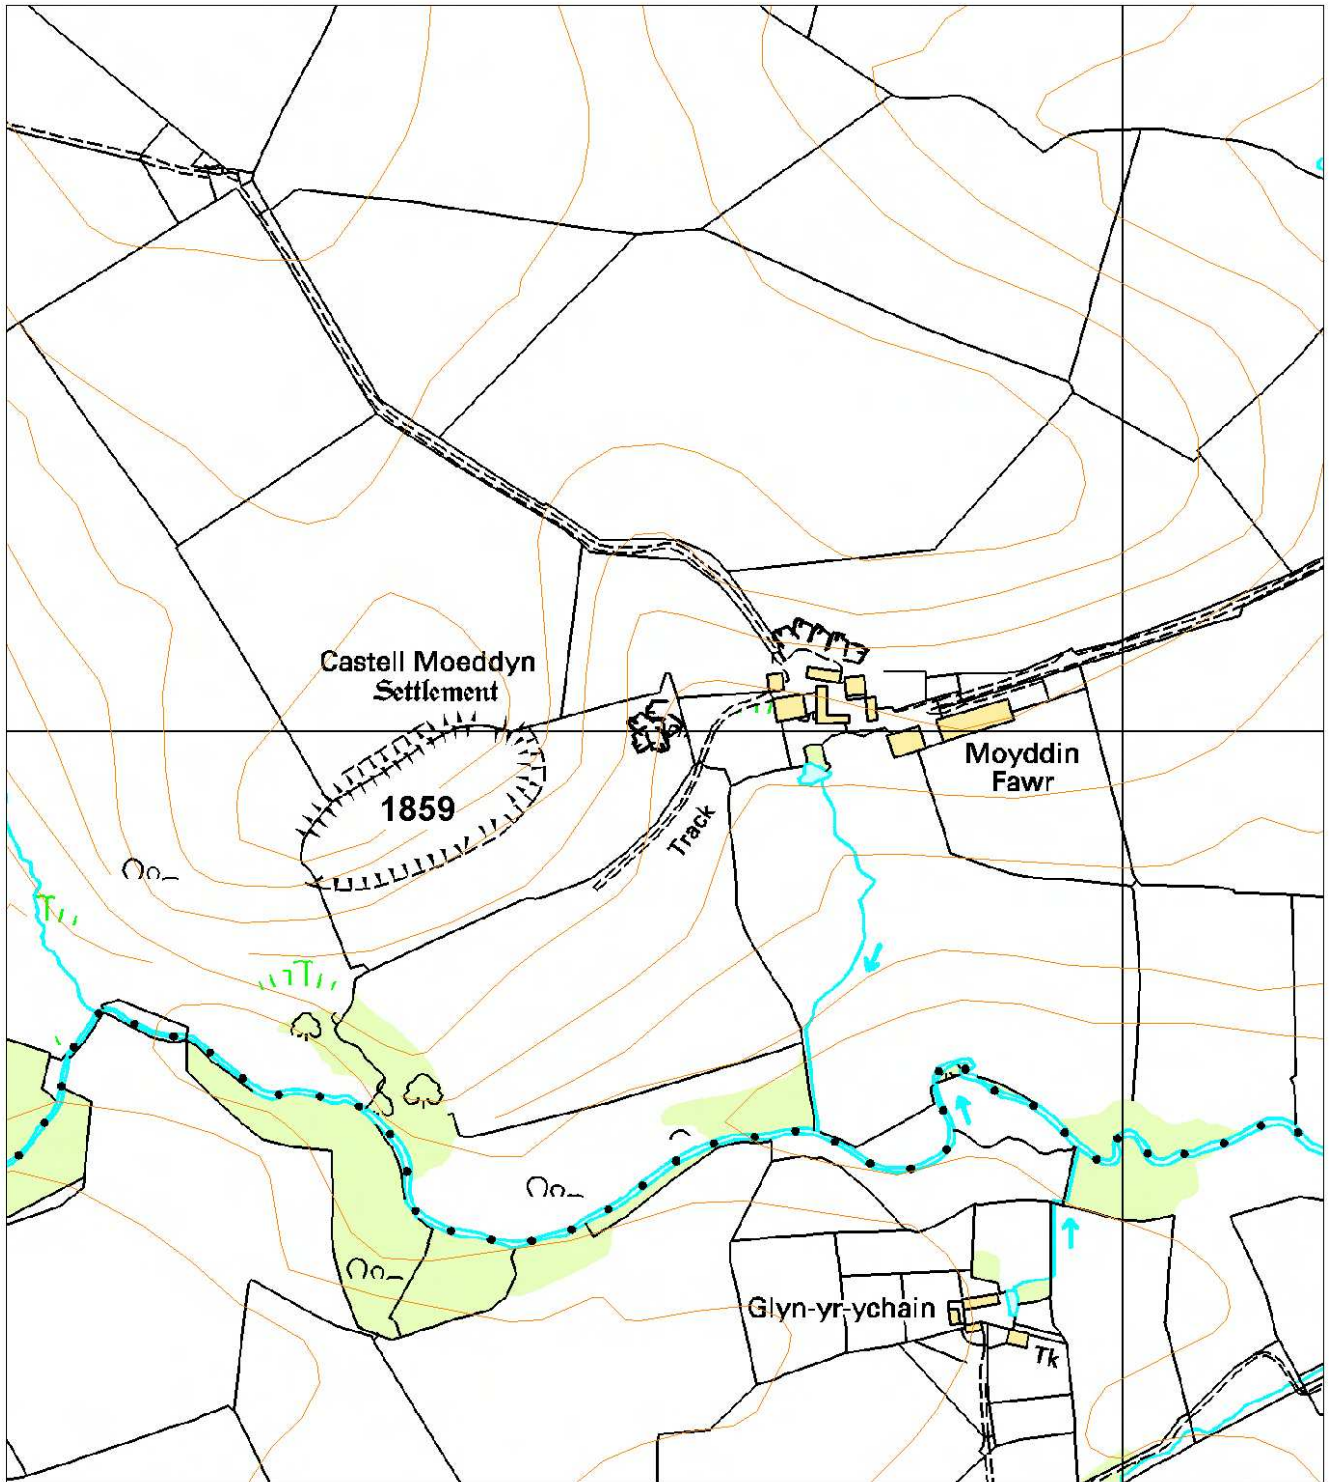 Castell Moeddyn
Settlement
1859
Moyddin
Fawr
Track
Glyn-yr-ychain
Tk